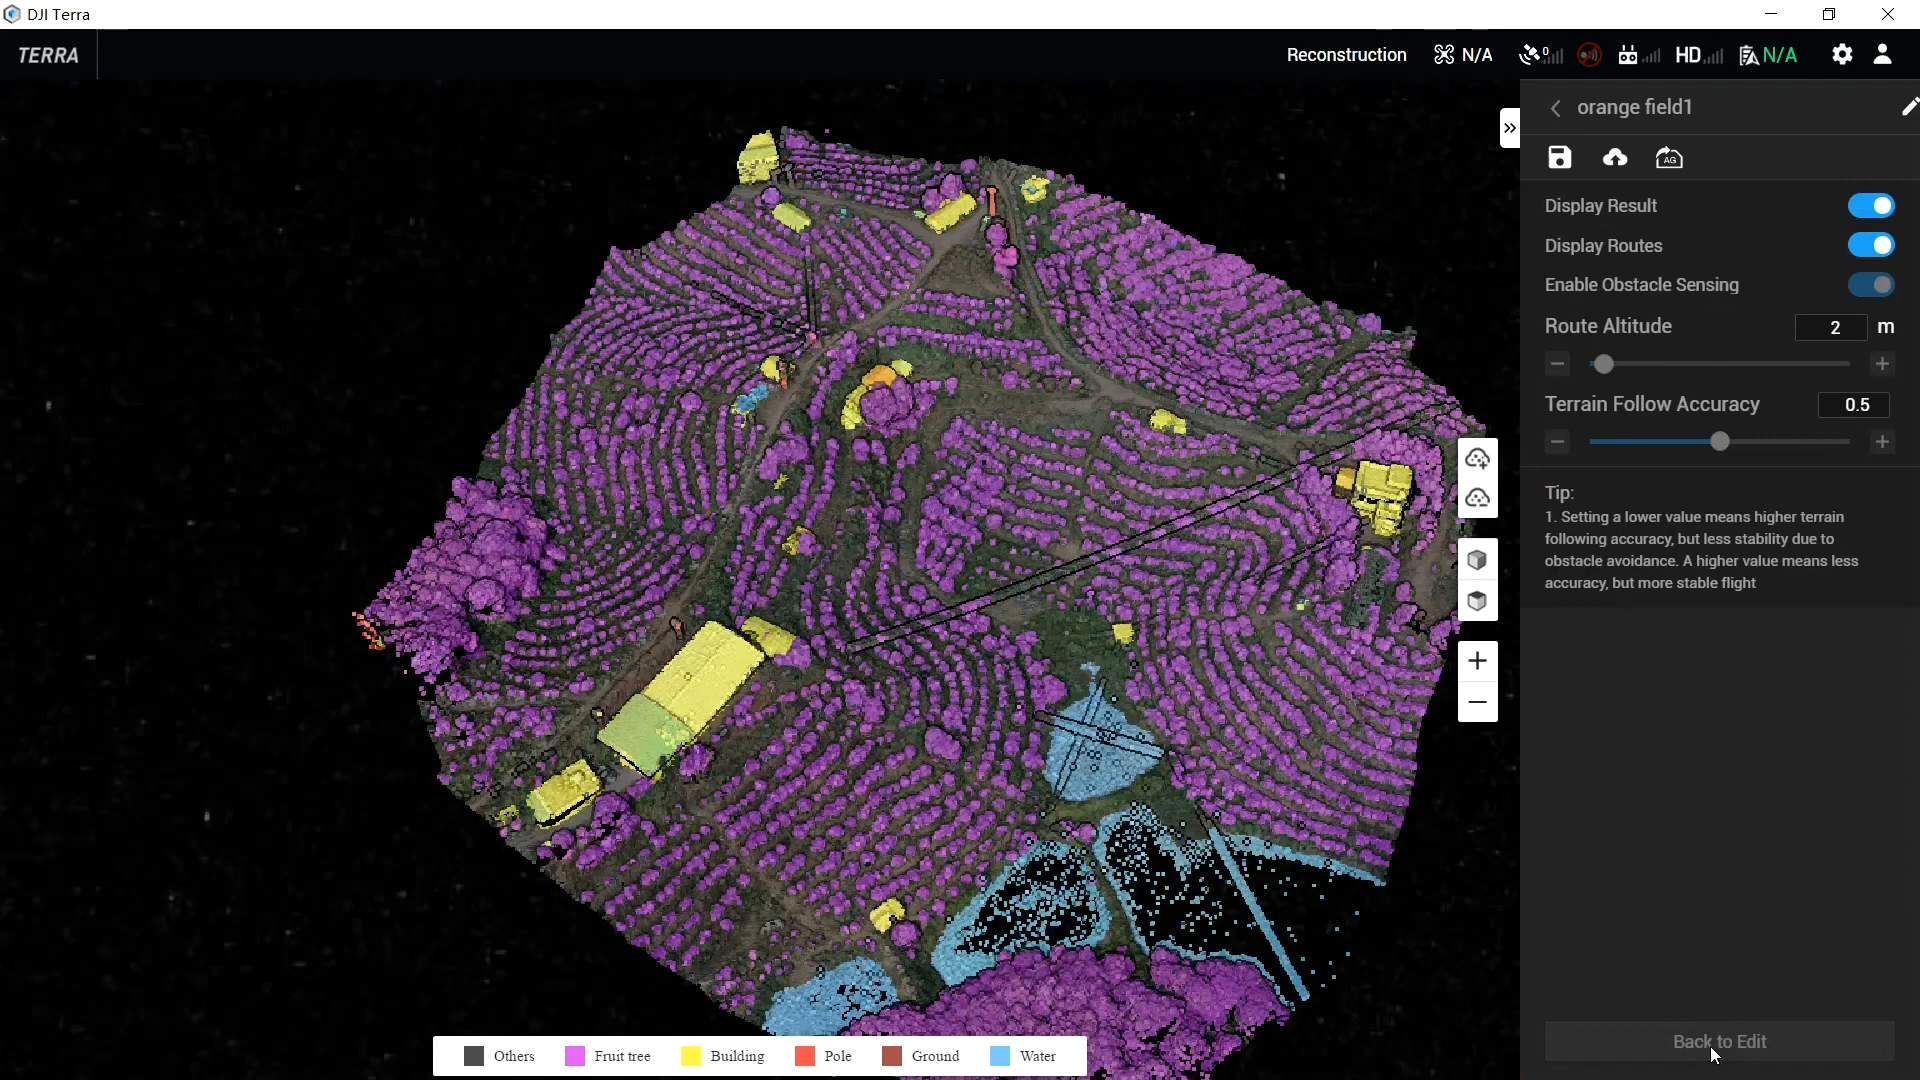 DJI Terra
TERRA
Reconstruction
N/A
0
HD
N/A
orange field1
AG
Display Result
Display Routes
Enable Obstacle Sensing
Route Altitude 2 m
Terrain Follow Accuracy 0.5
Tip:
1. Setting a lower value means higher terrain
following accuracy, but less stability due to
obstacle avoidance. A higher value means less
accuracy, but more stable flight
Back to Edit
Others Fruit tree Building Pole Ground Water